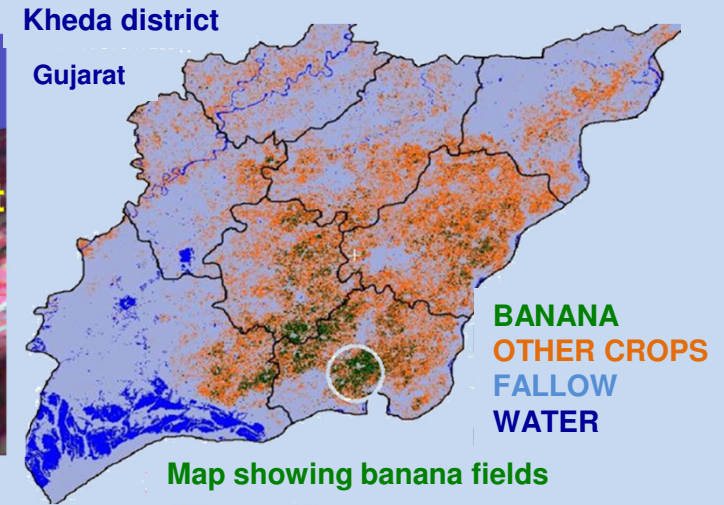 Kheda district
Gujarat
BANANA
OTHER CROPS
FALLOW
WATER
Map showing banana fields